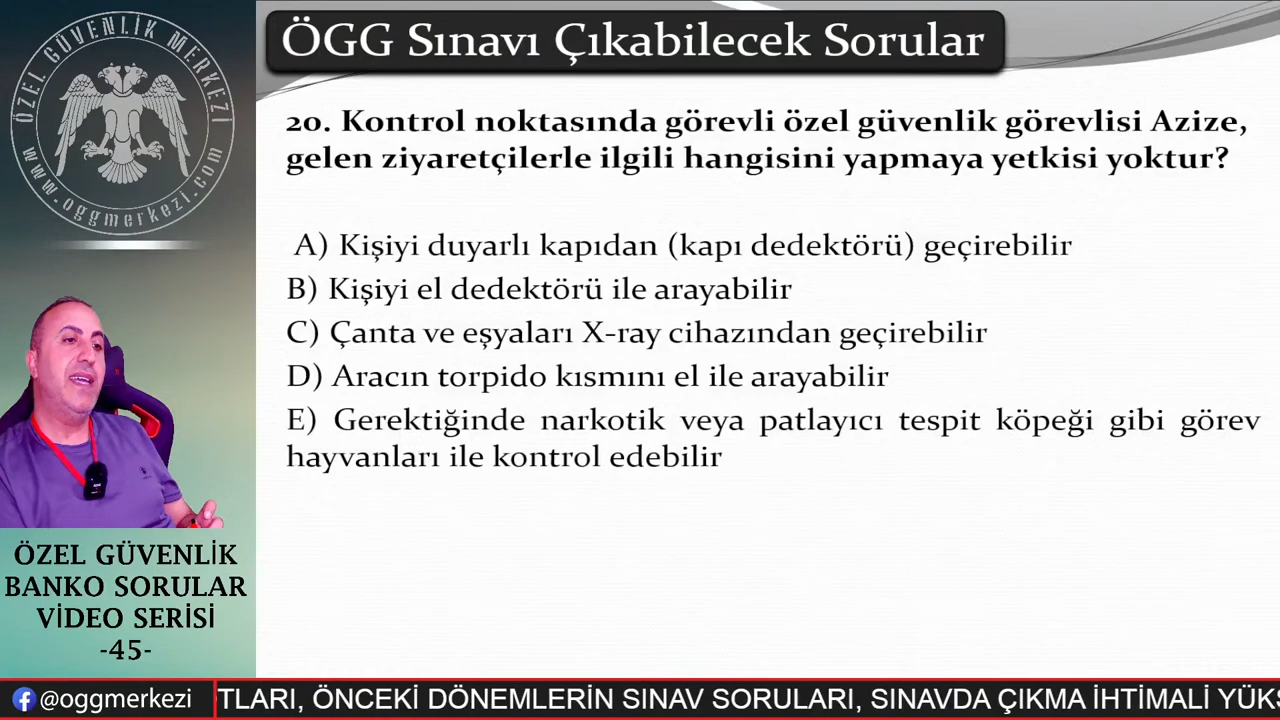 ÖGG Sınavı Çıkabilecek Sorular
ÖZEL GÜVENLİK MERKEZİ
www.oggmerkezi.com
20. Kontrol noktasında görevli özel güvenlik görevlisi Azize,
gelen ziyaretçilerle ilgili hangisini yapmaya yetkisi yoktur?
A) Kişiyi duyarlı kapıdan (kapı dedektörü) geçirebilir
B) Kişiyi el dedektörü ile arayabilir
C) Çanta ve eşyaları X-ray cihazından geçirebilir
D) Aracın torpido kısmını el ile arayabilir
E) Gerektiğinde narkotik veya patlayıcı tespit köpeği gibi görev
hayvanları ile kontrol edebilir
ÖZEL GÜVENLİK
BANKO SORULAR
VİDEO SERİSİ
-45-
@oggmerkezi
TLARI, ÖNCEKİ DÖNEMLERİN SINAV SORULARI, SINAVDA ÇIKMA İHTİMALİ YÜKS